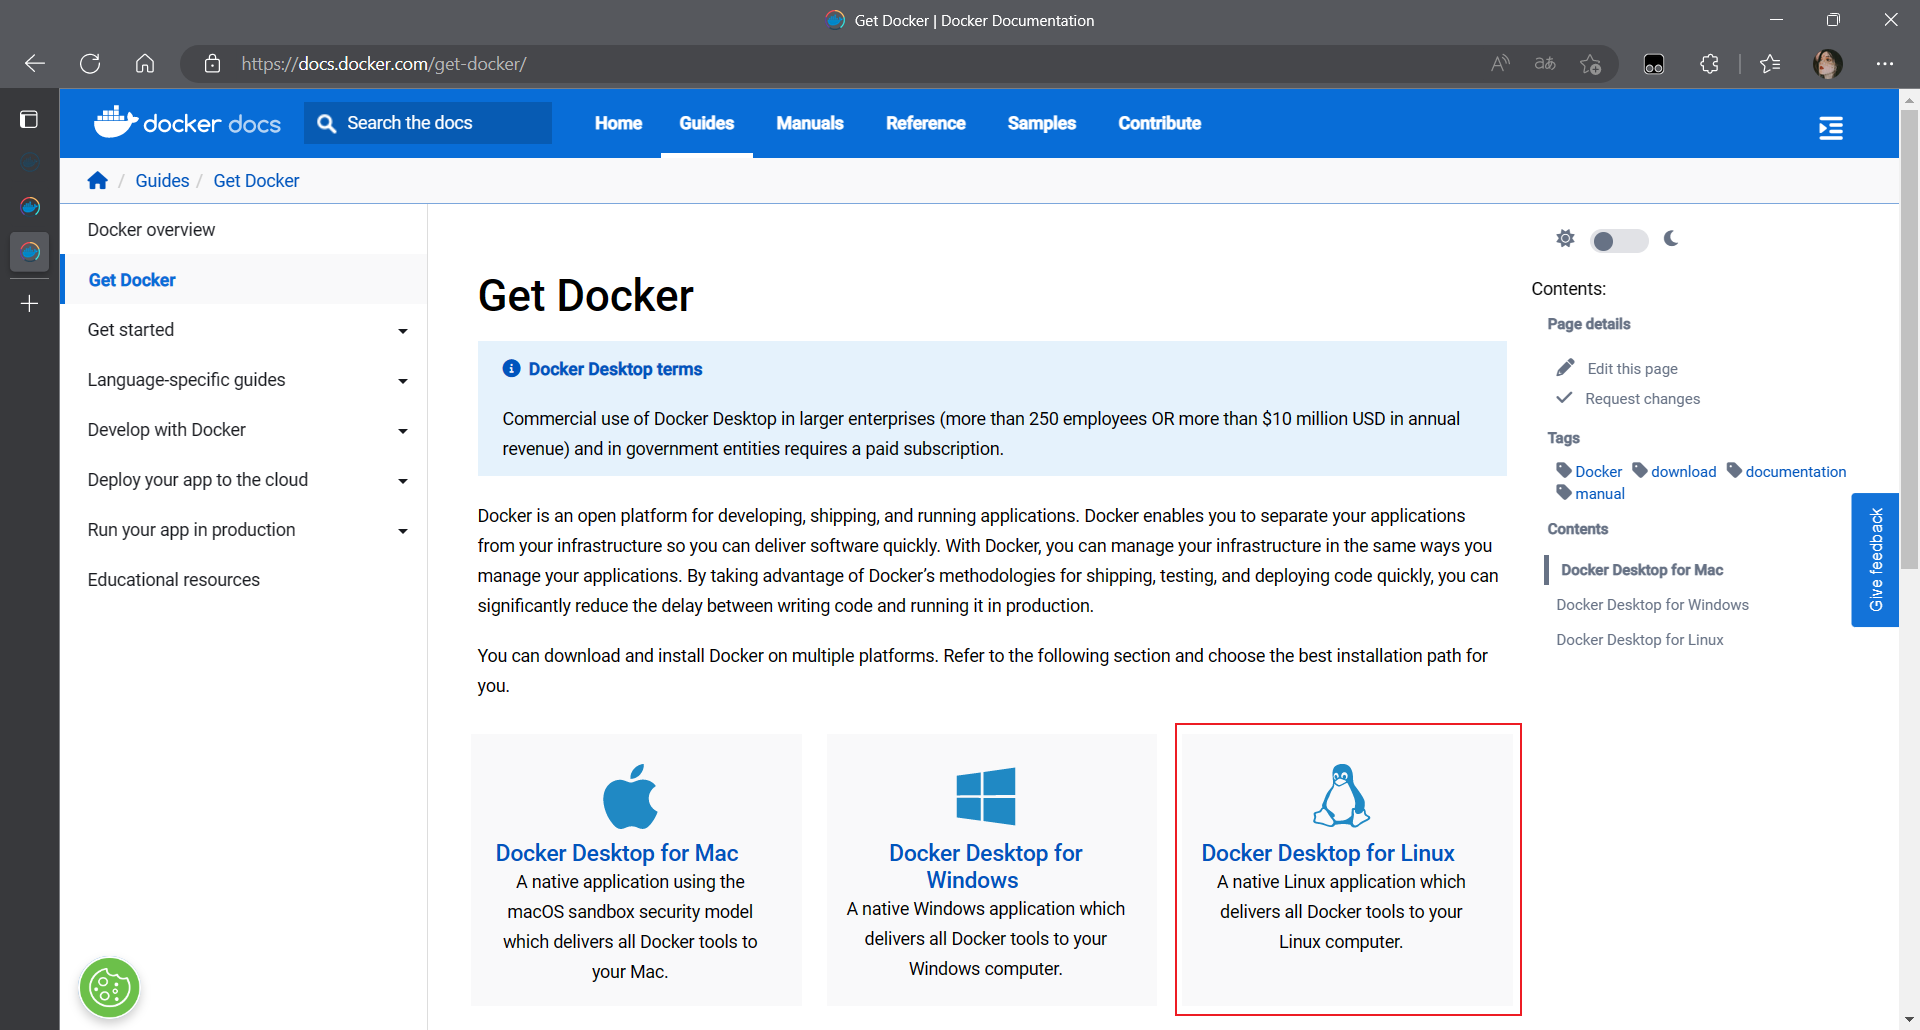 Get Docker | Docker Documentation
https://docs.docker.com/get-docker/
docker docs
Search the docs
Home Guides Manuals Reference Samples Contribute
/ Guides / Get Docker
Docker overview
Get Docker
Get started
Language-specific guides
Develop with Docker
Deploy your app to the cloud
Run your app in production
Educational resources
Get Docker
Docker Desktop terms
Commercial use of Docker Desktop in larger enterprises (more than 250 employees OR more than $10 million USD in annual
revenue) and in government entities requires a paid subscription.
Docker is an open platform for developing, shipping, and running applications. Docker enables you to separate your applications
from your infrastructure so you can deliver software quickly. With Docker, you can manage your infrastructure in the same ways you
manage your applications. By taking advantage of Docker’s methodologies for shipping, testing, and deploying code quickly, you can
significantly reduce the delay between writing code and running it in production.
You can download and install Docker on multiple platforms. Refer to the following section and choose the best installation path for
you.
Docker Desktop for Mac
A native application using the
macOS sandbox security model
which delivers all Docker tools to
your Mac.
Docker Desktop for
Windows
A native Windows application which
delivers all Docker tools to your
Windows computer.
Docker Desktop for Linux
A native Linux application which
delivers all Docker tools to your
Linux computer.
Contents:
Page details
Edit this page
Request changes
Tags
Docker download documentation
manual
Contents
Docker Desktop for Mac
Docker Desktop for Windows
Docker Desktop for Linux
Give feedback